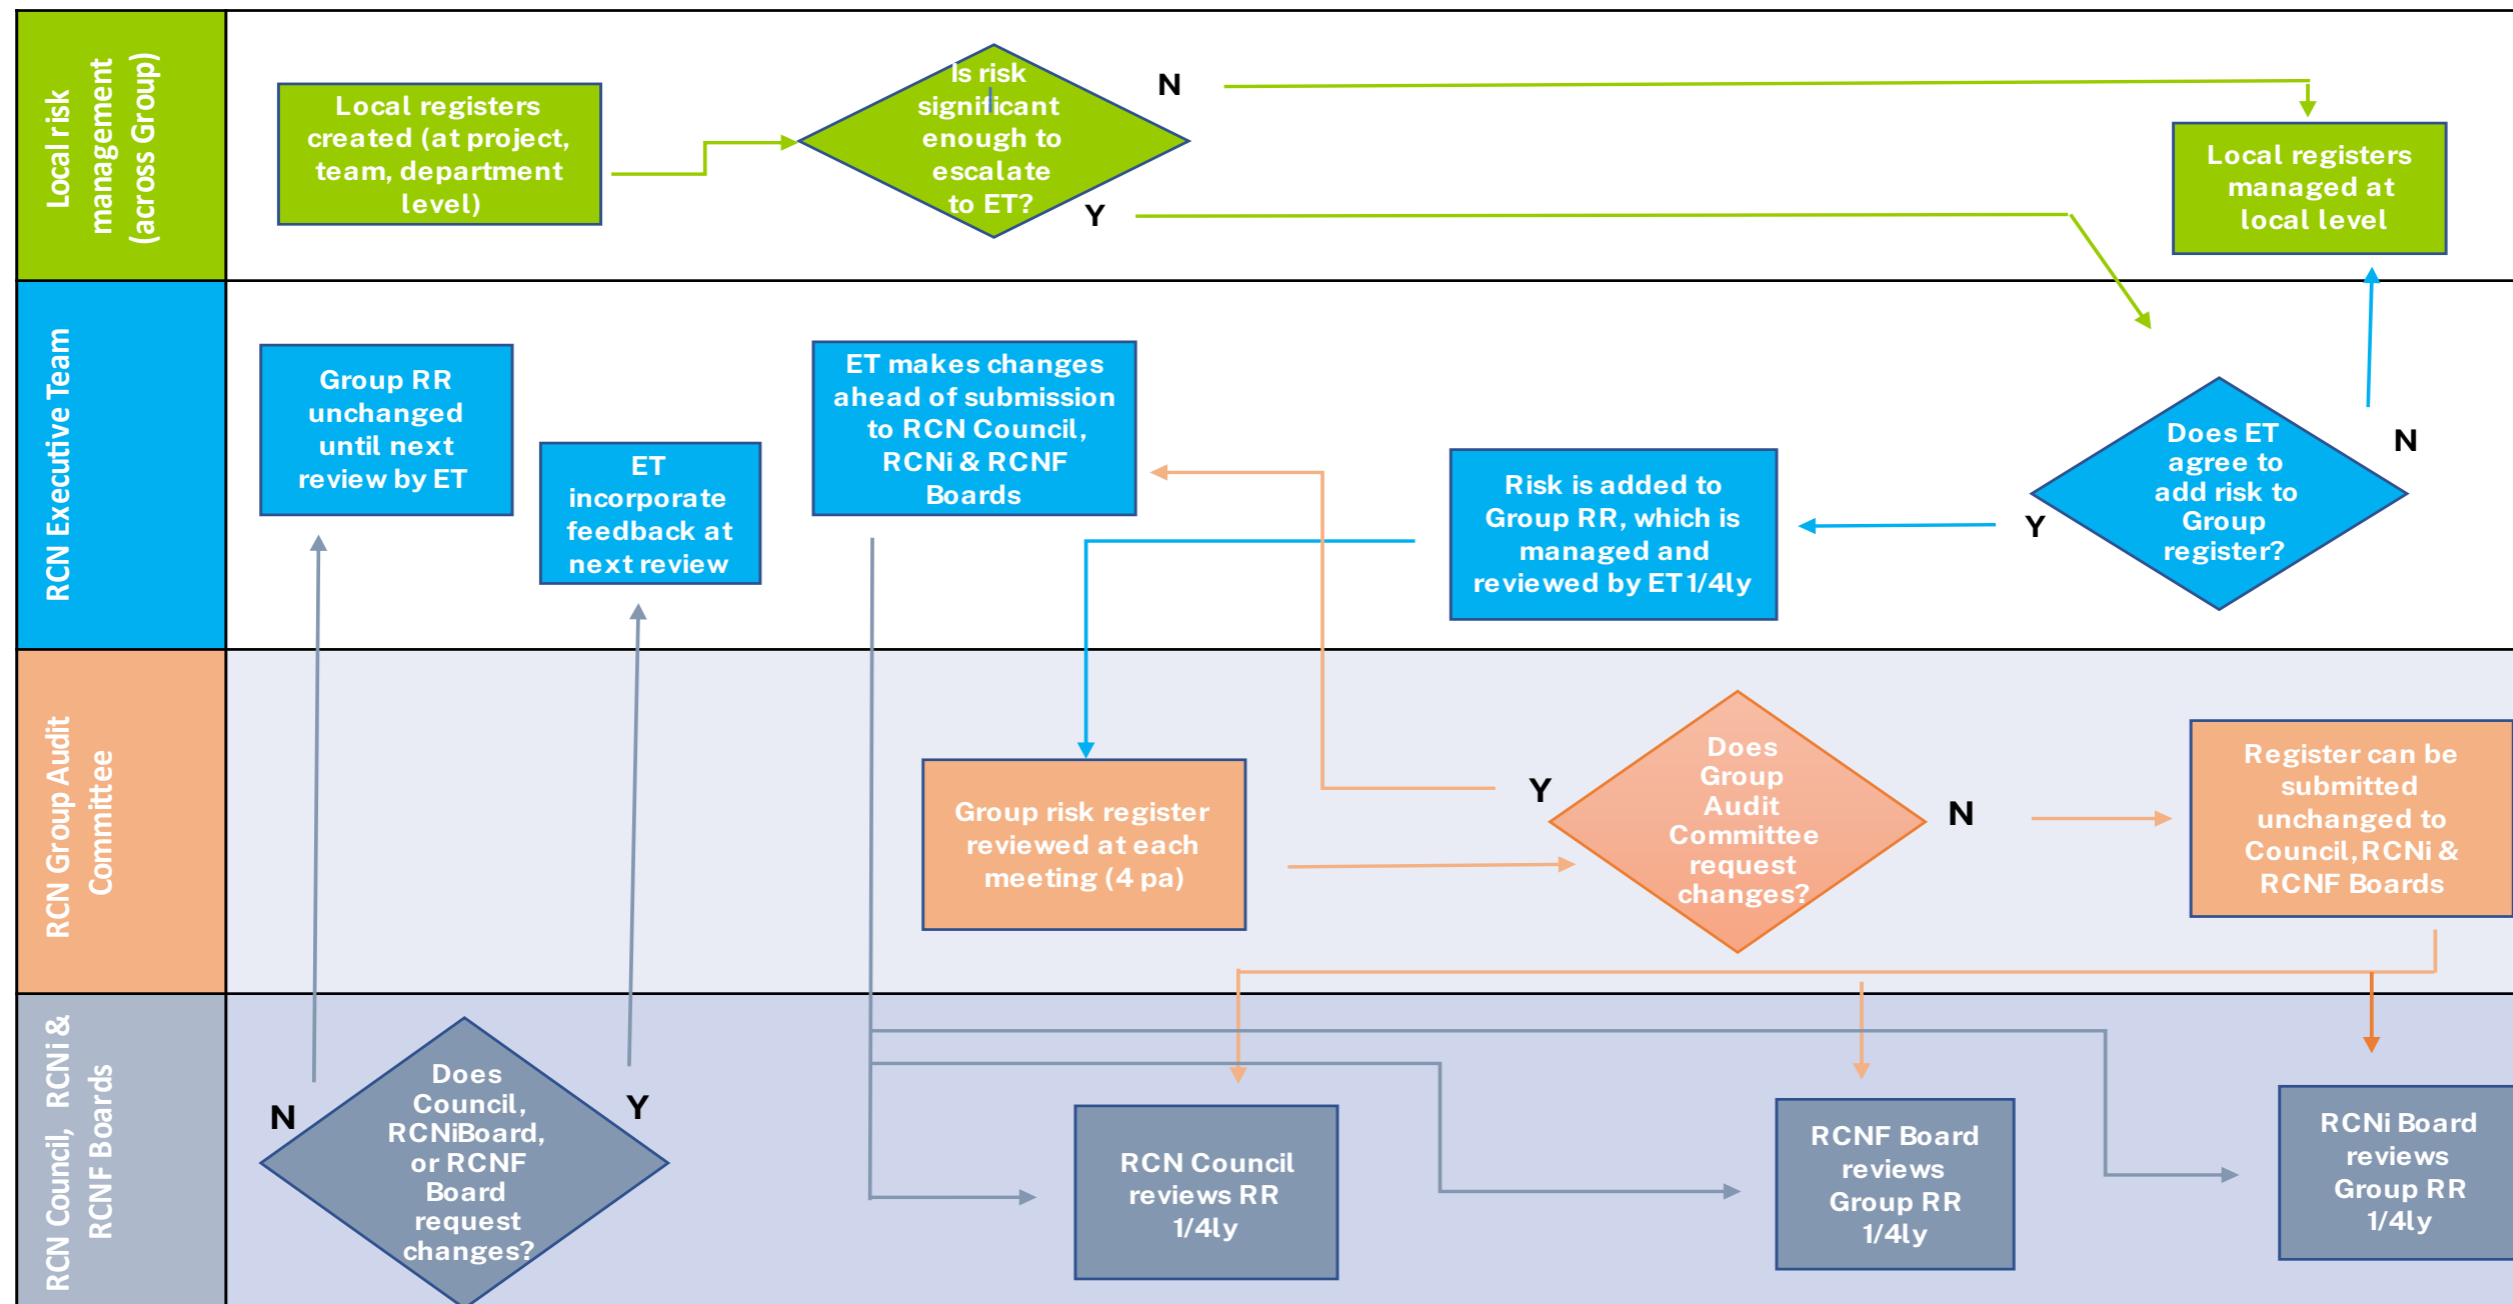 Local risk
management
(across Group)
Local registers
created (at project,
team, department
level)
Is risk
significant
enough to
escalate
to ET?
N
Y
Local registers
managed at
local level
RCN Executive Team
Group RR
unchanged
until next
review by ET
ET
incorporate
feedback at
next review
ET makes changes
ahead of submission
to RCN Council,
RCNi & RCNF
Boards
Risk is added to
Group RR, which is
managed and
reviewed by ET 1/4ly
Y
Does ET
agree to
add risk to
Group
register?
N
RCN Group Audit
Committee
Group risk register
reviewed at each
meeting (4 pa)
Y
Does
Group
Audit
Committee
request
changes?
N
Register can be
submitted
unchanged to
Council, RCNi &
RCNF Boards
RCN Council, RCNi &
RCNF Boards
N
Does
Council,
RCNiBoard,
or RCNF
Board
request
changes?
Y
RCN Council
reviews RR
1/4ly
RCNF Board
reviews
Group RR
1/4ly
RCNi Board
reviews
Group RR
1/4ly